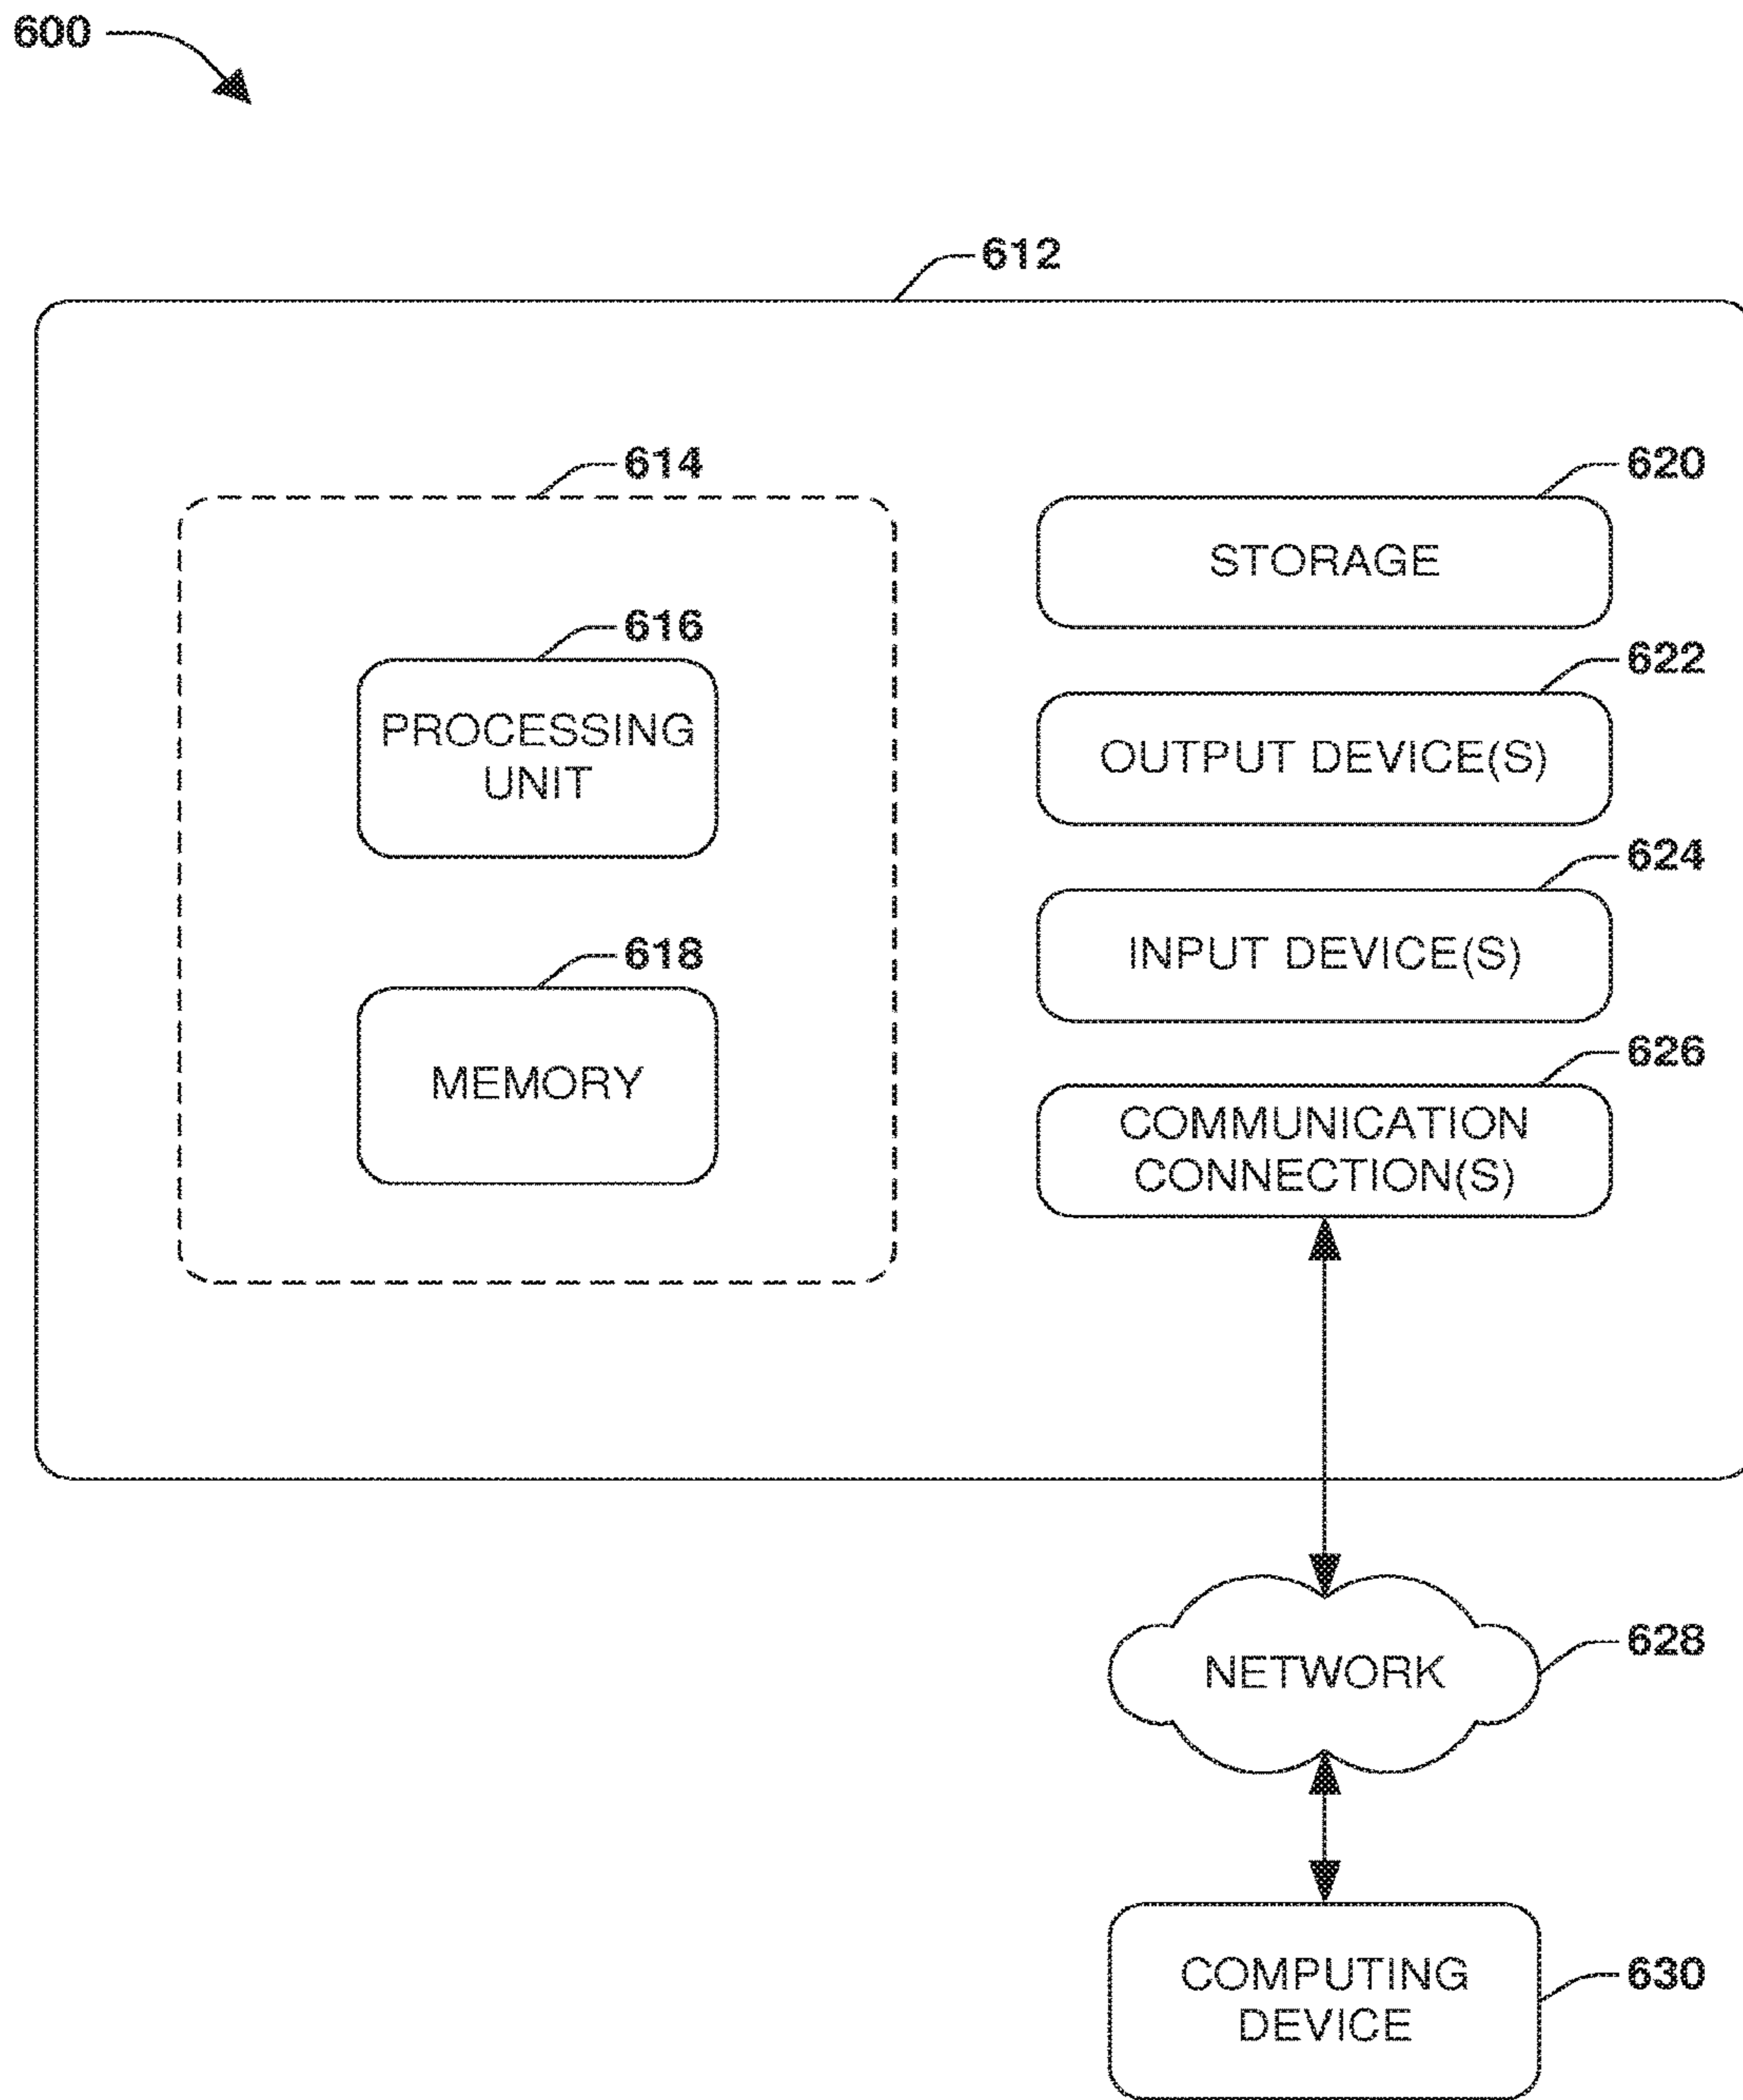 600
612
614
620
STORAGE
616
622
PROCESSING
UNIT
OUTPUT DEVICE(S)
624
618
INPUT DEVICE(S)
626
MEMORY
COMMUNICATION
CONNECTION(S)
628
NETWORK
630
COMPUTING
DEVICE